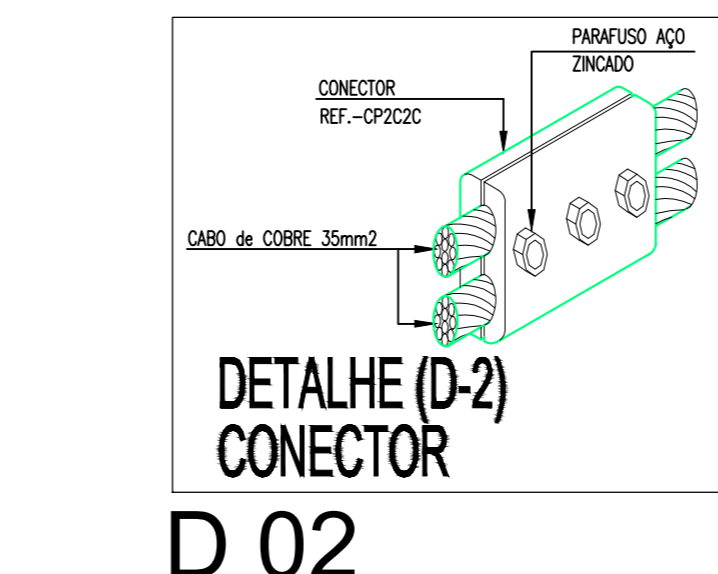 PARAFUSO AÇO
ZINCADO
CONECTOR
REF.-CP2C2C
CABO de COBRE 35mm2
DETALHE (D-2)
CONECTOR
D 02